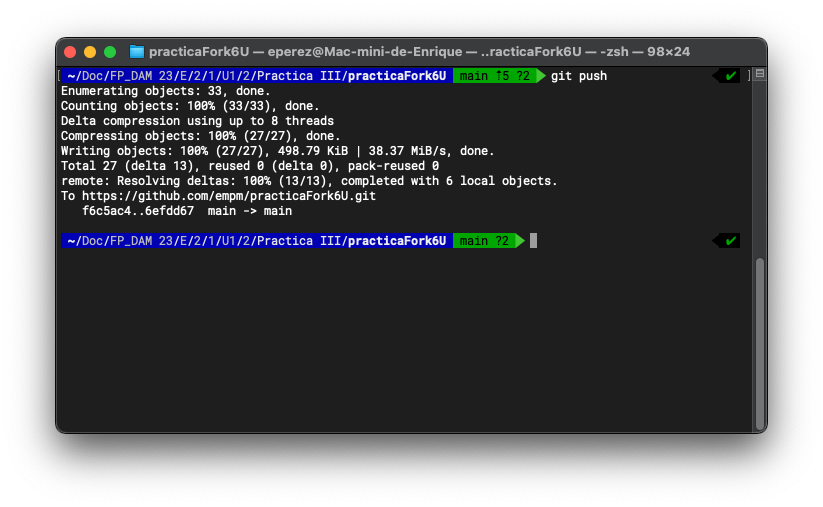 practicaFork6U — eperez@Mac-mini-de-Enrique — ..racticaFork6U — -zsh — 98×24
[ ~/Doc/FP_DAM 23/E/2/1/U1/2/Practica III/practicaFork6U main ⇡5 ?2 git push ✔ ]
Enumerating objects: 33, done.
Counting objects: 100% (33/33), done.
Delta compression using up to 8 threads
Compressing objects: 100% (27/27), done.
Writing objects: 100% (27/27), 498.79 KiB | 38.37 MiB/s, done.
Total 27 (delta 13), reused 0 (delta 0), pack-reused 0
remote: Resolving deltas: 100% (13/13), completed with 6 local objects.
To https://github.com/empm/practicaFork6U.git
   f6c5ac4..6efdd67  main -> main
~/Doc/FP_DAM 23/E/2/1/U1/2/Practica III/practicaFork6U main ?2 ✔